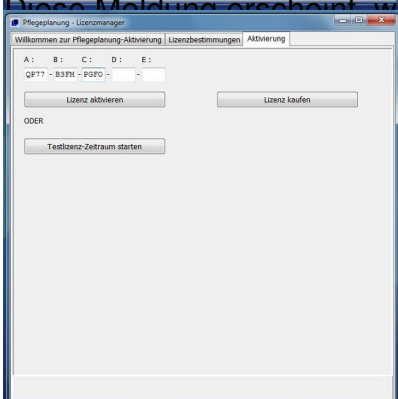 Diese Meldung erscheint, w
Pflegeplanung - Lizenzmanager
Willkommen zur Pflegeplanung-Aktivierung Lizenzbestimmungen Aktivierung
A : B : C : D : E :
QP77 - B3FM - PGFO - -
Lizenz aktivieren Lizenz kaufen
ODER
Testlizenz-Zeitraum starten